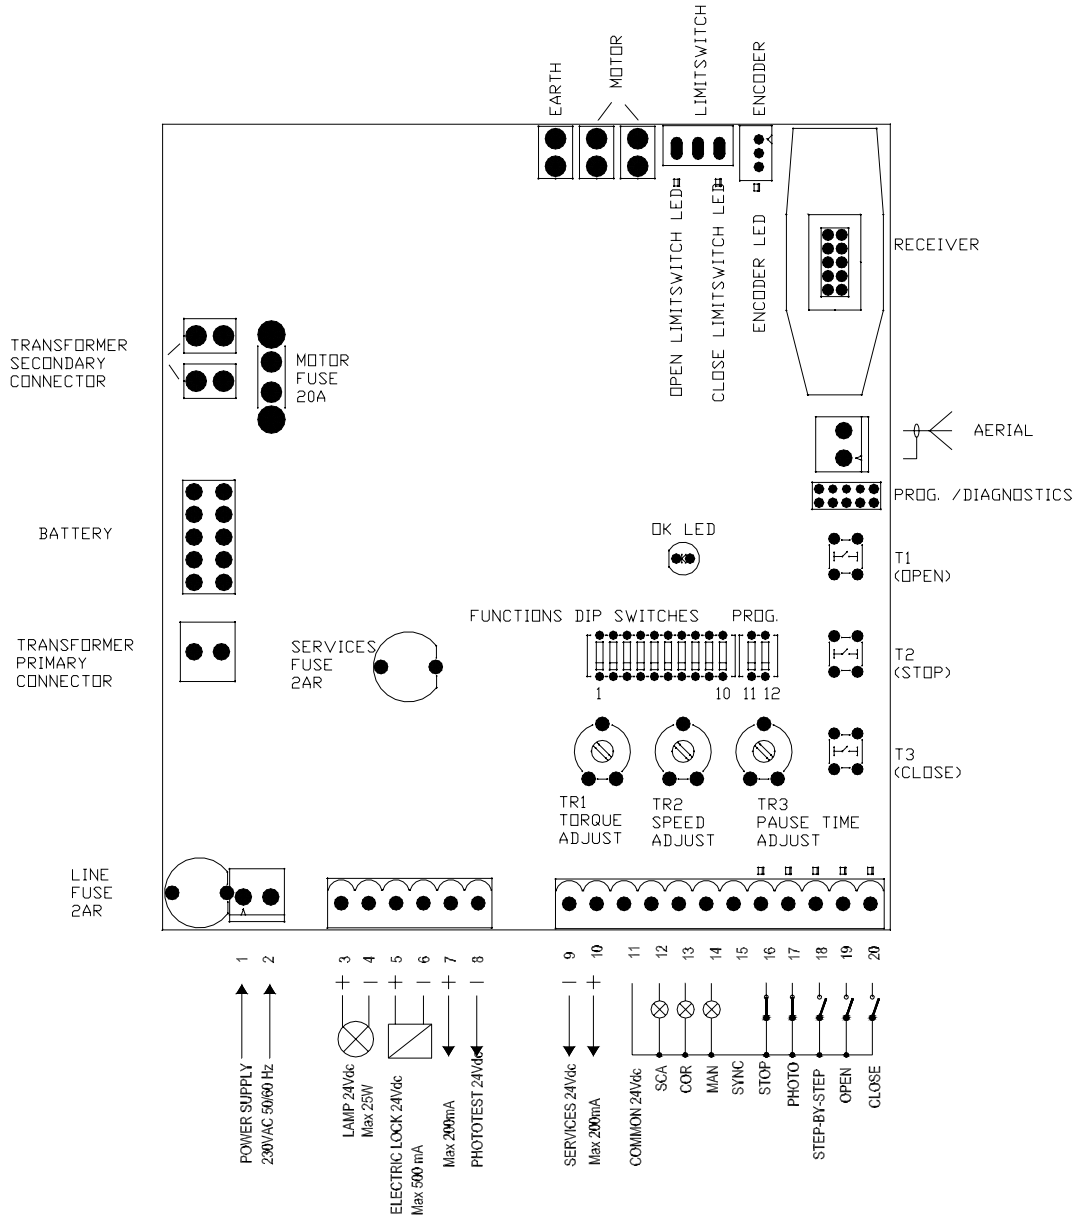 EARTH
MOTOR
LIMITSWITCH
ENCODER
OPEN LIMITSWITCH LED
CLOSE LIMITSWITCH LED
ENCODER LED
RECEIVER
TRANSFORMER
SECONDARY
CONNECTOR
MOTOR
FUSE
20A
AERIAL
PROG. /DIAGNOSTICS
BATTERY
OK LED
T1
(OPEN)
FUNCTIONS DIP SWITCHES
PROG.
TRANSFORMER
PRIMARY
CONNECTOR
SERVICES
FUSE
2AR
T2
(STOP)
1
10
11
12
T3
(CLOSE)
TR1
TORQUE
ADJUST
TR2
SPEED
ADJUST
TR3
PAUSE TIME
ADJUST
LINE
FUSE
2AR
1
2
3
4
5
6
7
8
9
10
11
12
13
14
15
16
17
18
19
20
+
–
+
–
+
–
–
+
POWER SUPPLY
230VAC 50/60 Hz
LAMP 24Vdc
Max 25W
ELECTRIC LOCK 24Vdc
Max 500 mA
Max 200mA
PHOTOTEST 24Vdc
SERVICES 24Vdc
Max 200mA
COMMON 24Vdc
SCA
COR
MAN
SYNC
STOP
PHOTO
STEP-BY-STEP
OPEN
CLOSE